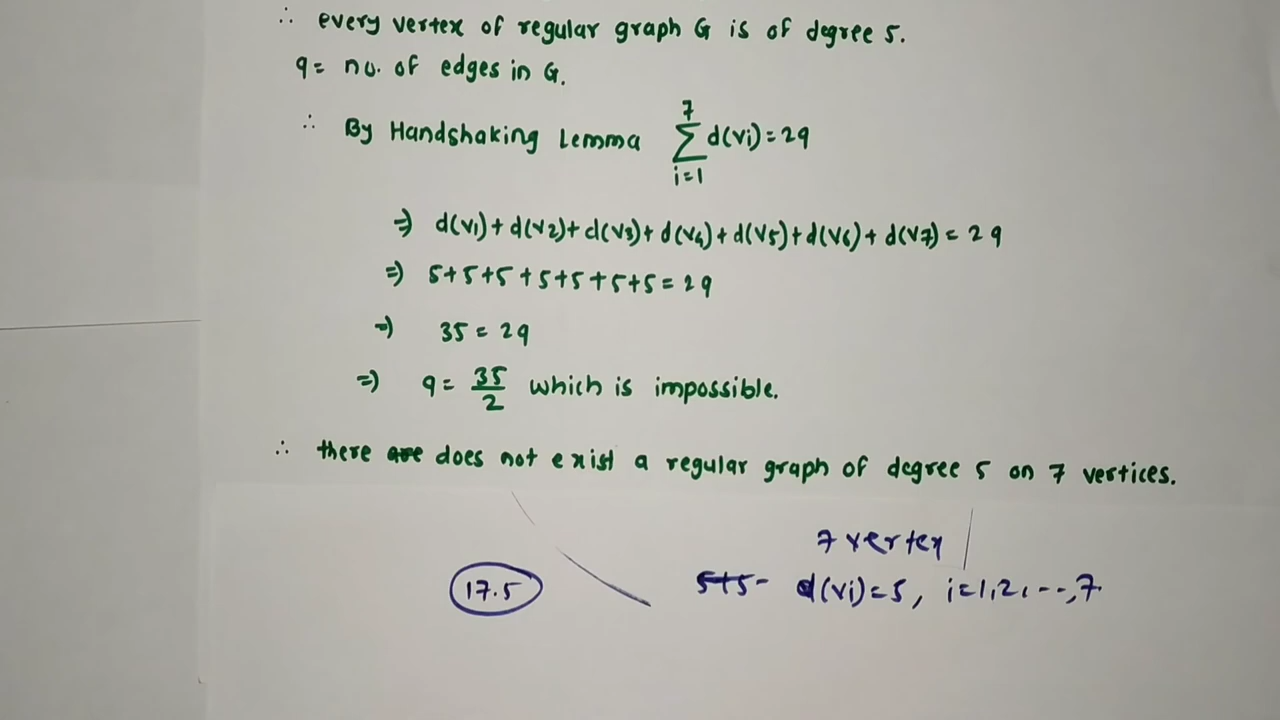 ∴ every vertex of regular graph G is of degree 5.
q = no. of edges in G.
∴ By Handshaking Lemma 7 ∑ i=1 d(vi) = 2q
⇒ d(v1) + d(v2) + d(v3) + d(v4) + d(v5) + d(v6) + d(v7) = 2q
⇒ 5+5+5+5+5+5+5 = 2q
⇒ 35 = 2q
⇒ q = 35/2 which is impossible.
∴ there are does not exist a regular graph of degree 5 on 7 vertices.
7 vertex
17.5 5+5- d(vi) = 5, i=1,2,--,7